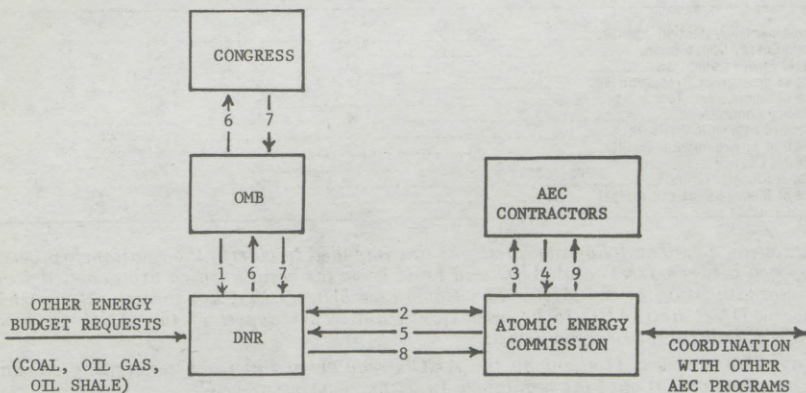 CONGRESS
6
7
OMB
AEC
CONTRACTORS
1
6
7
3
4
9
OTHER ENERGY
BUDGET REQUESTS
(COAL, OIL GAS,
OIL SHALE)
DNR
2
5
8
ATOMIC ENERGY
COMMISSION
COORDINATION
WITH OTHER
AEC PROGRAMS